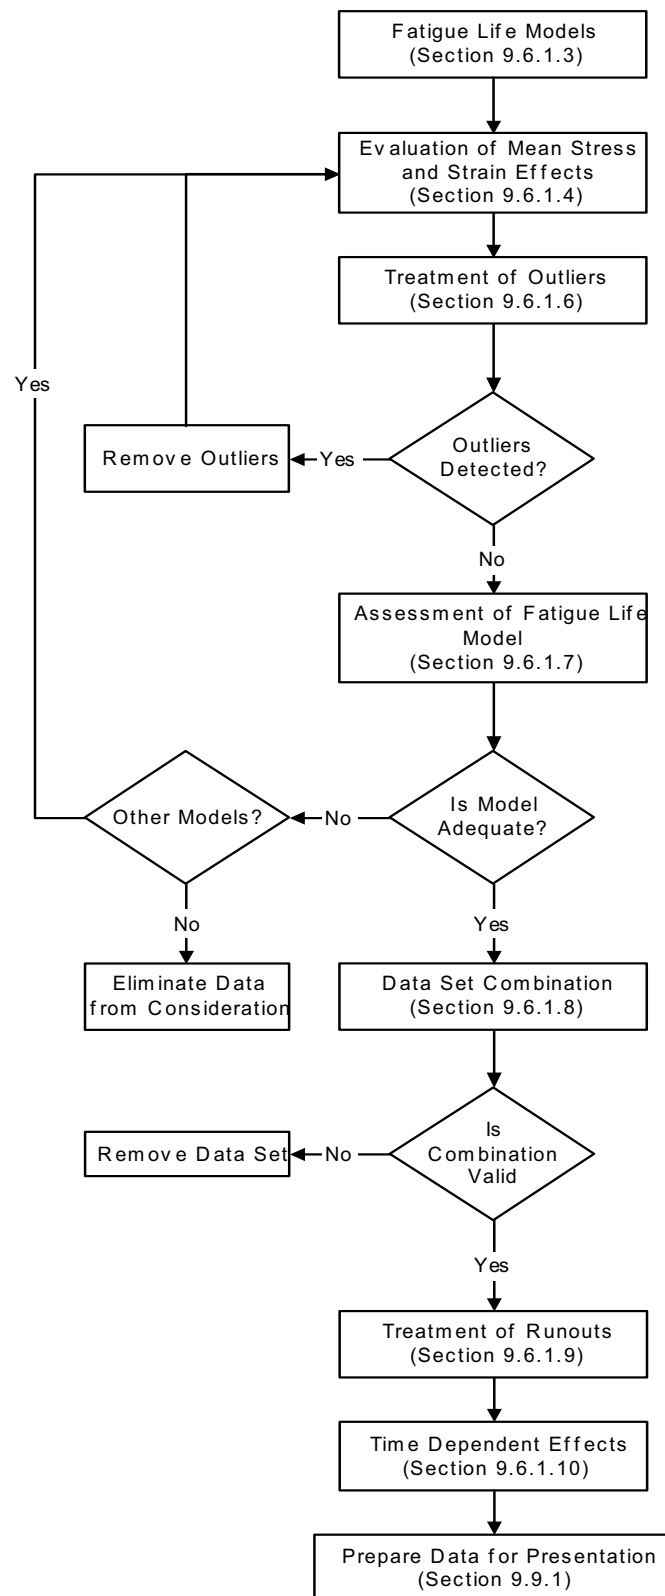 Fatigue Life Models
(Section 9.6.1.3)
Evaluation of Mean Stress
and Strain Effects
(Section 9.6.1.4)
Treatment of Outliers
(Section 9.6.1.6)
Yes
Remove Outliers
Yes
Outliers
Detected?
No
Assessment of Fatigue Life
Model
(Section 9.6.1.7)
Other Models?
No
Is Model
Adequate?
No
Yes
Eliminate Data
from Consideration
Data Set Combination
(Section 9.6.1.8)
Remove Data Set
No
Is
Combination
Valid
Yes
Treatment of Runouts
(Section 9.6.1.9)
Time Dependent Effects
(Section 9.6.1.10)
Prepare Data for Presentation
(Section 9.9.1)